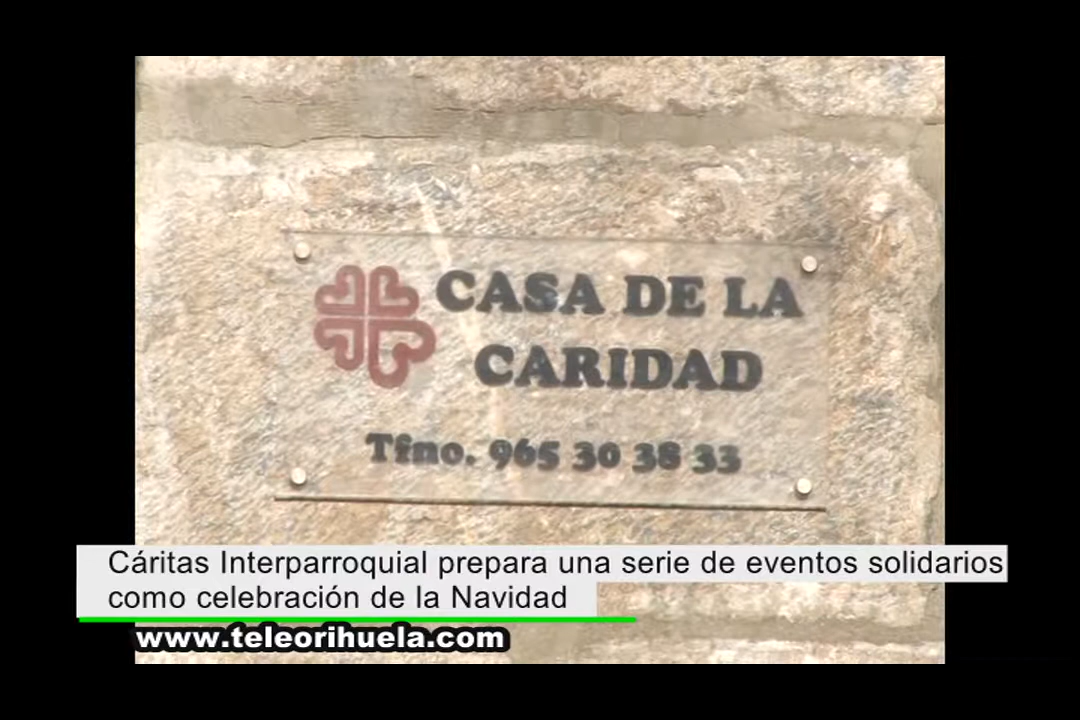 CASA DE LA
CARIDAD
Tfno. 965 30 38 33
Cáritas Interparroquial prepara una serie de eventos solidarios
como celebración de la Navidad
www.teleorihuela.com